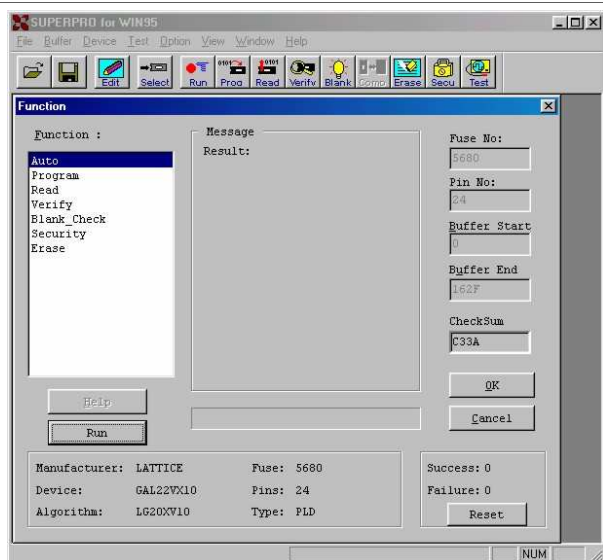 SUPERPRO for WIN95
File Buffer Device Test Option View Window Help
Edit Select Run Prog Read Verify Blank Comp Erase Secu Test
Function
Function :
Auto
Program
Read
Verify
Blank_Check
Security
Erase
Help
Run
Message
Result:
Fuse No:
5680
Pin No:
24
Buffer Start
0
Buffer End
162F
CheckSum
C33A
OK
Cancel
Manufacturer: LATTICE Fuse: 5680
Device: GAL22VX10 Pins: 24
Algorithm: LG20XV10 Type: PLD
Success: 0
Failure: 0
Reset
NUM